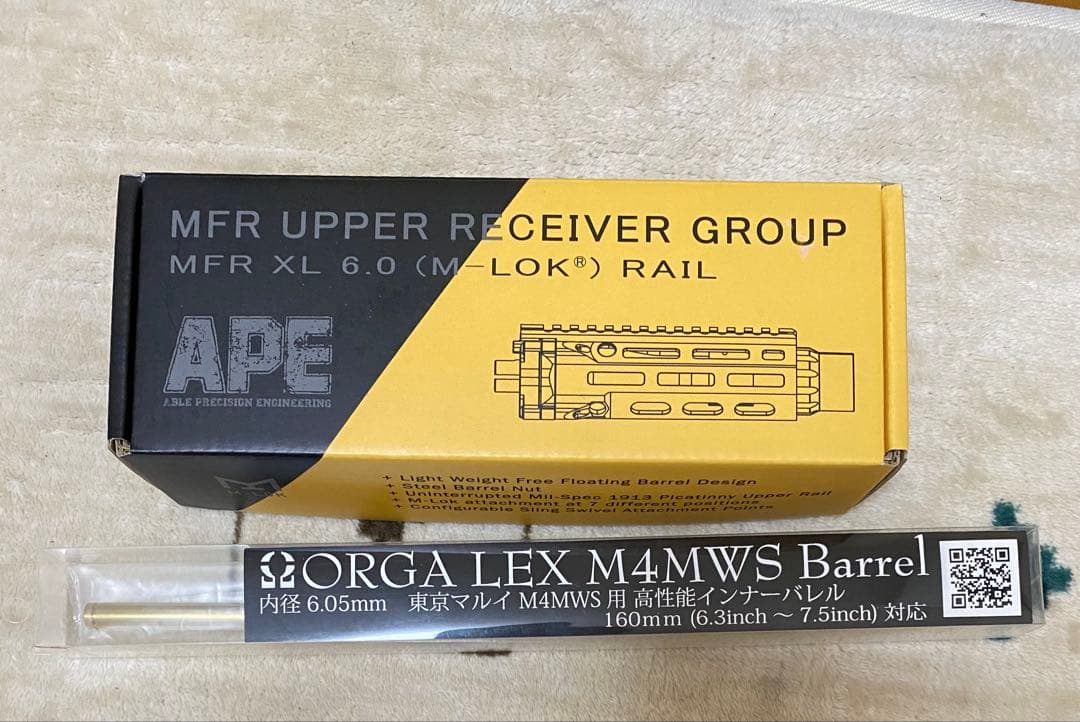 MFR UPPER RECEIVER GROUP
MFR XL 6.0 (M-LOK®) RAIL
APE
ABLE PRECISION ENGINEERING
+ Light Weight Free Floating Barrel Design
+ Steel Barrel Nut
+ Uninterrupted Mil-Spec 1913 Picatinny Upper Rail
+ M-Lok attachment at 7 different positions
+ Configurable Sling Swivel Attachment Points
ORGA LEX M4MWS Barrel
内径 6.05mm 東京マルイ M4MWS 用 高性能インナーバレル
160mm (6.3inch ～ 7.5inch) 対応